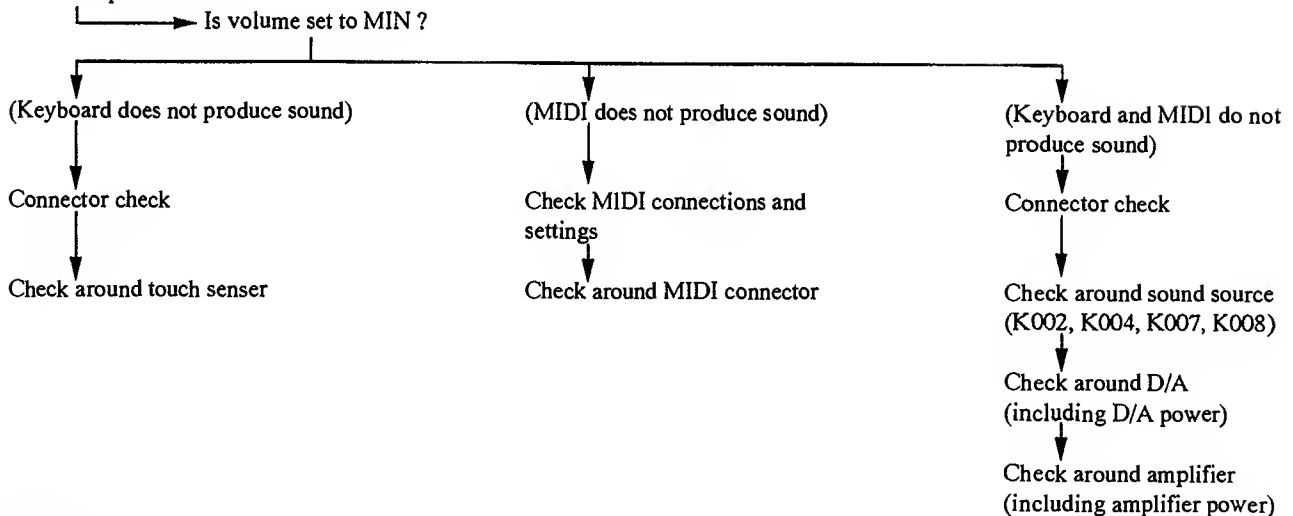 Is volume set to MIN ?
(Keyboard does not produce sound)
(MIDI does not produce sound)
(Keyboard and MIDI do not
produce sound)
Connector check
Check MIDI connections and
settings
Connector check
Check around touch senser
Check around MIDI connector
Check around sound source
(K002, K004, K007, K008)
Check around D/A
(including D/A power)
Check around amplifier
(including amplifier power)